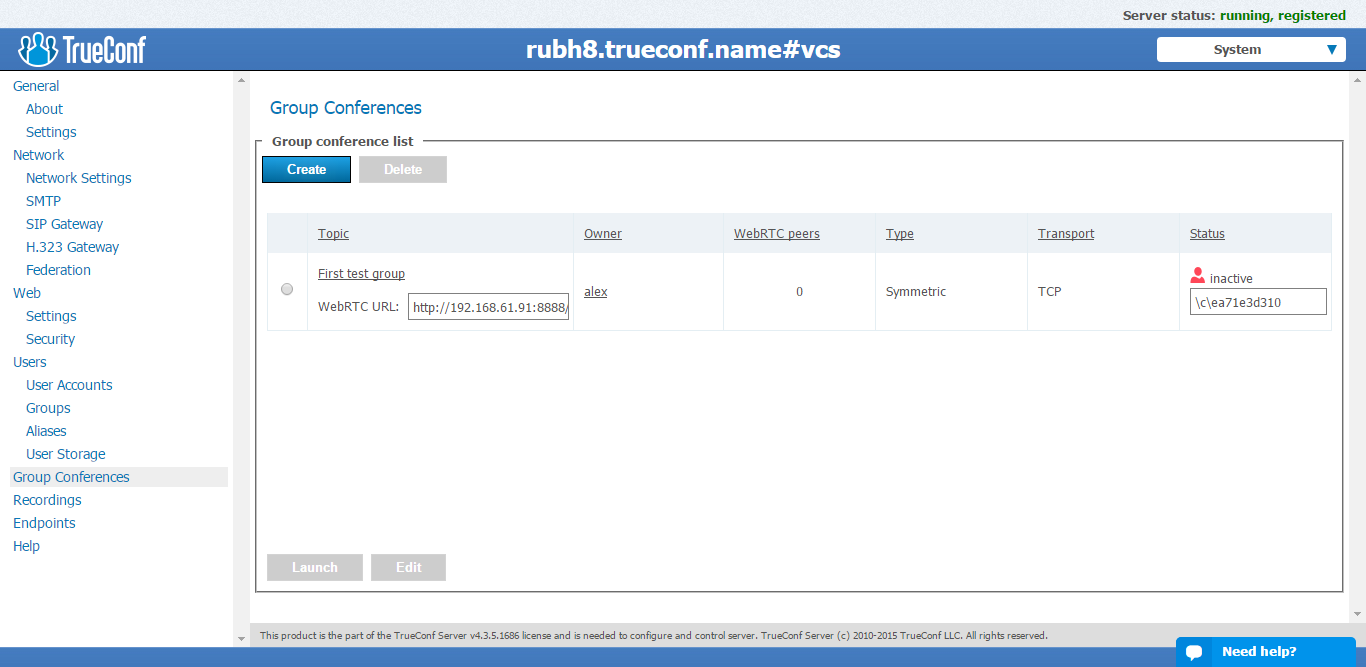 Server status: running, registered
TrueConf
rubh8.trueconf.name#vcs
System
General
About
Settings
Network
Network Settings
SMTP
SIP Gateway
H.323 Gateway
Federation
Web
Settings
Security
Users
User Accounts
Groups
Aliases
User Storage
Group Conferences
Recordings
Endpoints
Help
Group Conferences
Group conference list
Create Delete
Topic Owner WebRTC peers Type Transport Status
First test group
WebRTC URL: http://192.168.61.91:8888/
alex
0
Symmetric
TCP
inactive
\c\ea71e3d310
Launch Edit
This product is the part of the TrueConf Server v4.3.5.1686 license and is needed to configure and control server. TrueConf Server (c) 2010-2015 TrueConf LLC. All rights reserved.
Need help?